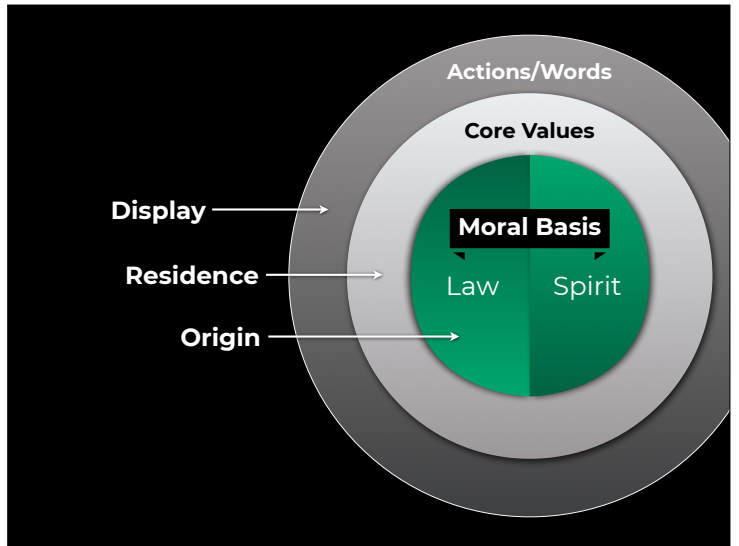 Actions/Words
Core Values
Display
Moral Basis
Residence
Law Spirit
Origin